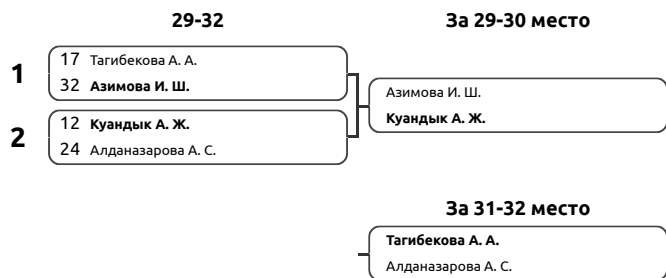 29-32
За 29-30 место
1
17 Тагибекова А. А.
32 Азимова И. Ш.
2
12 Куандык А. Ж.
24 Алданазарова А. С.
Азимова И. Ш.
Куандык А. Ж.
За 31-32 место
Тагибекова А. А.
Алданазарова А. С.